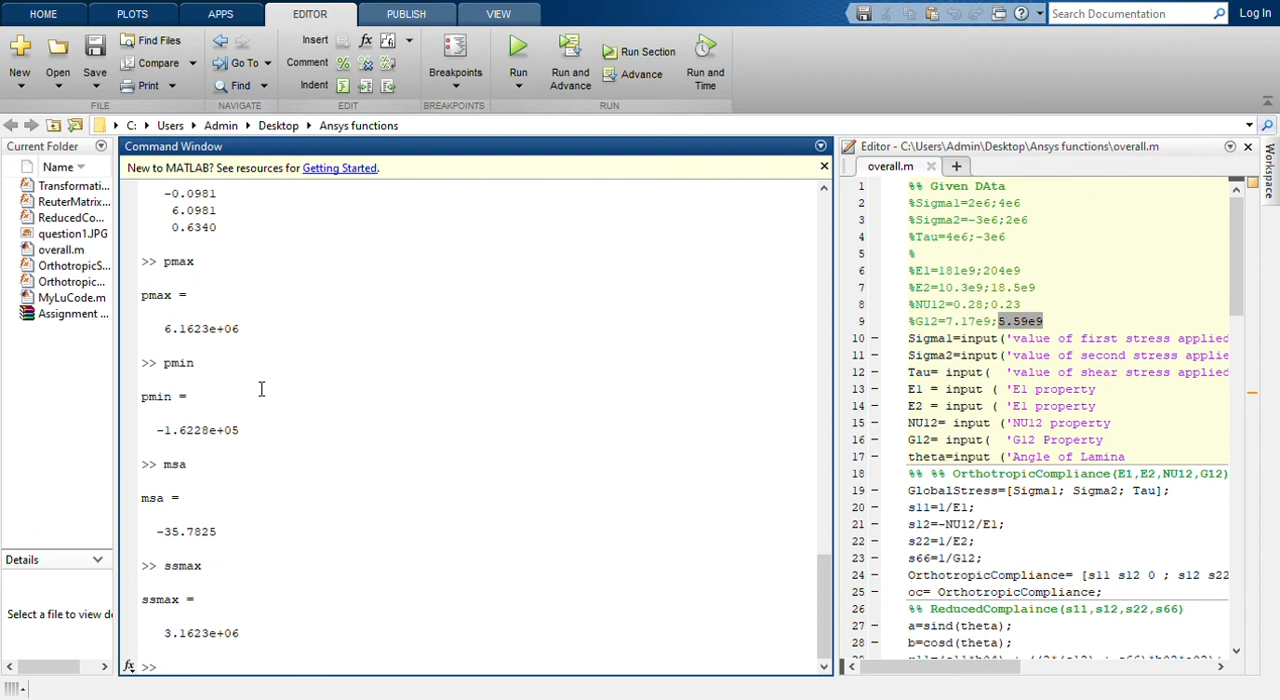 HOME PLOTS APPS EDITOR PUBLISH VIEW Search Documentation Log In
New Open Save Find Files Compare Print
Insert fx Comment Indent
Go To Find
Breakpoints Run Run and Advance Run Section Advance Run and Time
FILE NAVIGATE EDIT BREAKPOINTS RUN
C: Users Admin Desktop Ansys functions
Current Folder
Name
Transformati...
ReuterMatrix...
ReducedCo...
question1.JPG
overall.m
OrthotropicS...
Orthotropic...
MyLuCode.m
Assignment ...
Details
Select a file to view de
Command Window
New to MATLAB? See resources for Getting Started.
-0.0981
6.0981
0.6340
>> pmax
pmax =
6.1623e+06
>> pmin
pmin =
-1.6228e+05
>> msa
msa =
-35.7825
>> ssmax
ssmax =
3.1623e+06
fx >>
Editor - C:\Users\Admin\Desktop\Ansys functions\overall.m
overall.m
1 %% Given DAta
2 %Sigma1=2e6;4e6
3 %Sigma2=-3e6;2e6
4 %Tau=4e6;-3e6
5 %
6 %E1=181e9;204e9
7 %E2=10.3e9;18.5e9
8 %NU12=0.28;0.23
9 %G12=7.17e9;5.59e9
10 - Sigma1=input('value of first stress applied
11 - Sigma2=input('value of second stress applied
12 - Tau= input( 'value of shear stress applied
13 - E1 = input ( 'E1 property
14 - E2 = input ( 'E1 property
15 - NU12= input ('NU12 property
16 - G12= input( 'G12 Property
17 - theta=input ('Angle of Lamina
18 %% %% OrthotropicCompliance(E1,E2,NU12,G12)
19 - GlobalStress=[Sigma1; Sigma2; Tau];
20 - s11=1/E1;
21 - s12=-NU12/E1;
22 - s22=1/E2;
23 - s66=1/G12;
24 - OrthotropicCompliance= [s11 s12 0 ; s12 s22
25 - oc= OrthotropicCompliance;
26 %% ReducedComplaince(s11,s12,s22,s66)
27 - a=sind(theta);
28 - b=cosd(theta);
Workspace